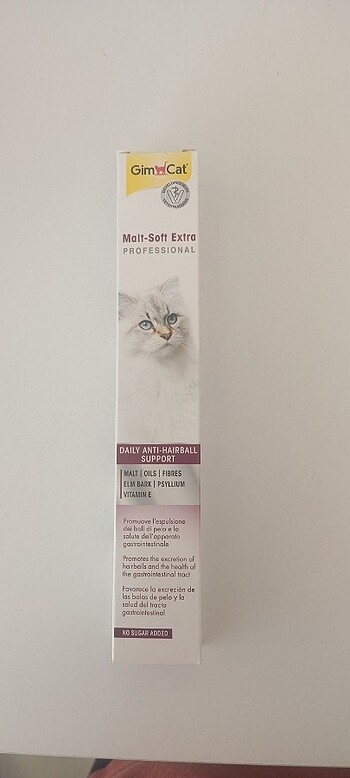 GimCat
Malt-Soft Extra
PROFESSIONAL
DAILY ANTI-HAIRBALL
SUPPORT
MALT | OILS | FIBRES
ELM BARK | PSYLLIUM
VITAMIN E
Promuove l'espulsione
dei boli di pelo e la
salute dell'apparato
gastrointestinale
Promotes the excretion of
hairballs and the health of
the gastrointestinal tract
Favorece la excreción de
las bolas de pelo y la
salud del tracto
gastrointestinal
NO SUGAR ADDED